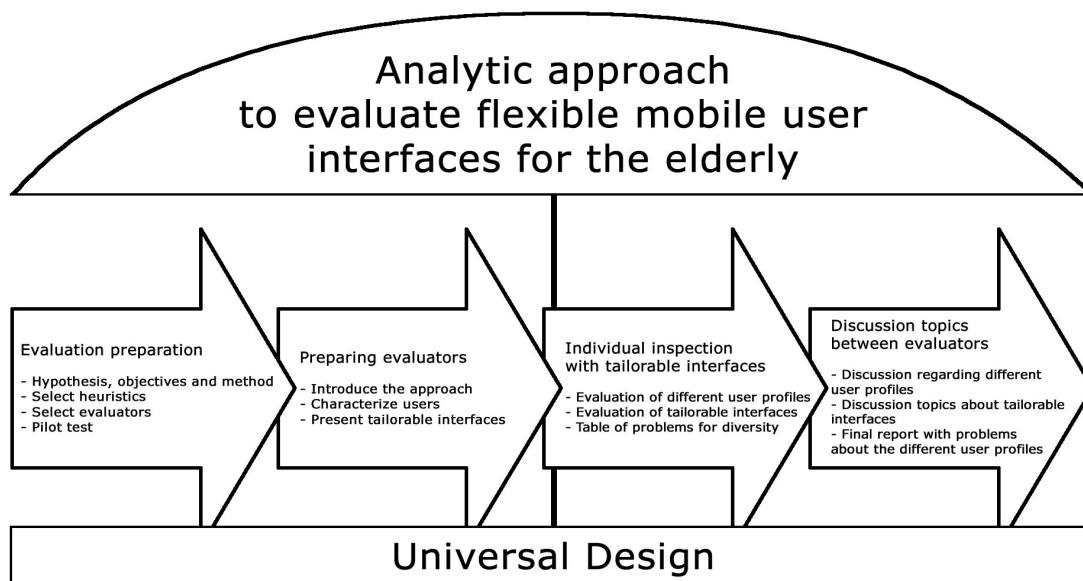 Analytic approach
to evaluate flexible mobile user
interfaces for the elderly
Evaluation preparation
- Hypothesis, objectives and method
- Select heuristics
- Select evaluators
- Pilot test
Preparing evaluators
- Introduce the approach
- Characterize users
- Present tailorable interfaces
Individual inspection
with tailorable interfaces
- Evaluation of different user profiles
- Evaluation of tailorable interfaces
- Table of problems for diversity
Discussion topics
between evaluators
- Discussion regarding different
user profiles
- Discussion topics about tailorable
interfaces
- Final report with problems
about the different user profiles
Universal Design